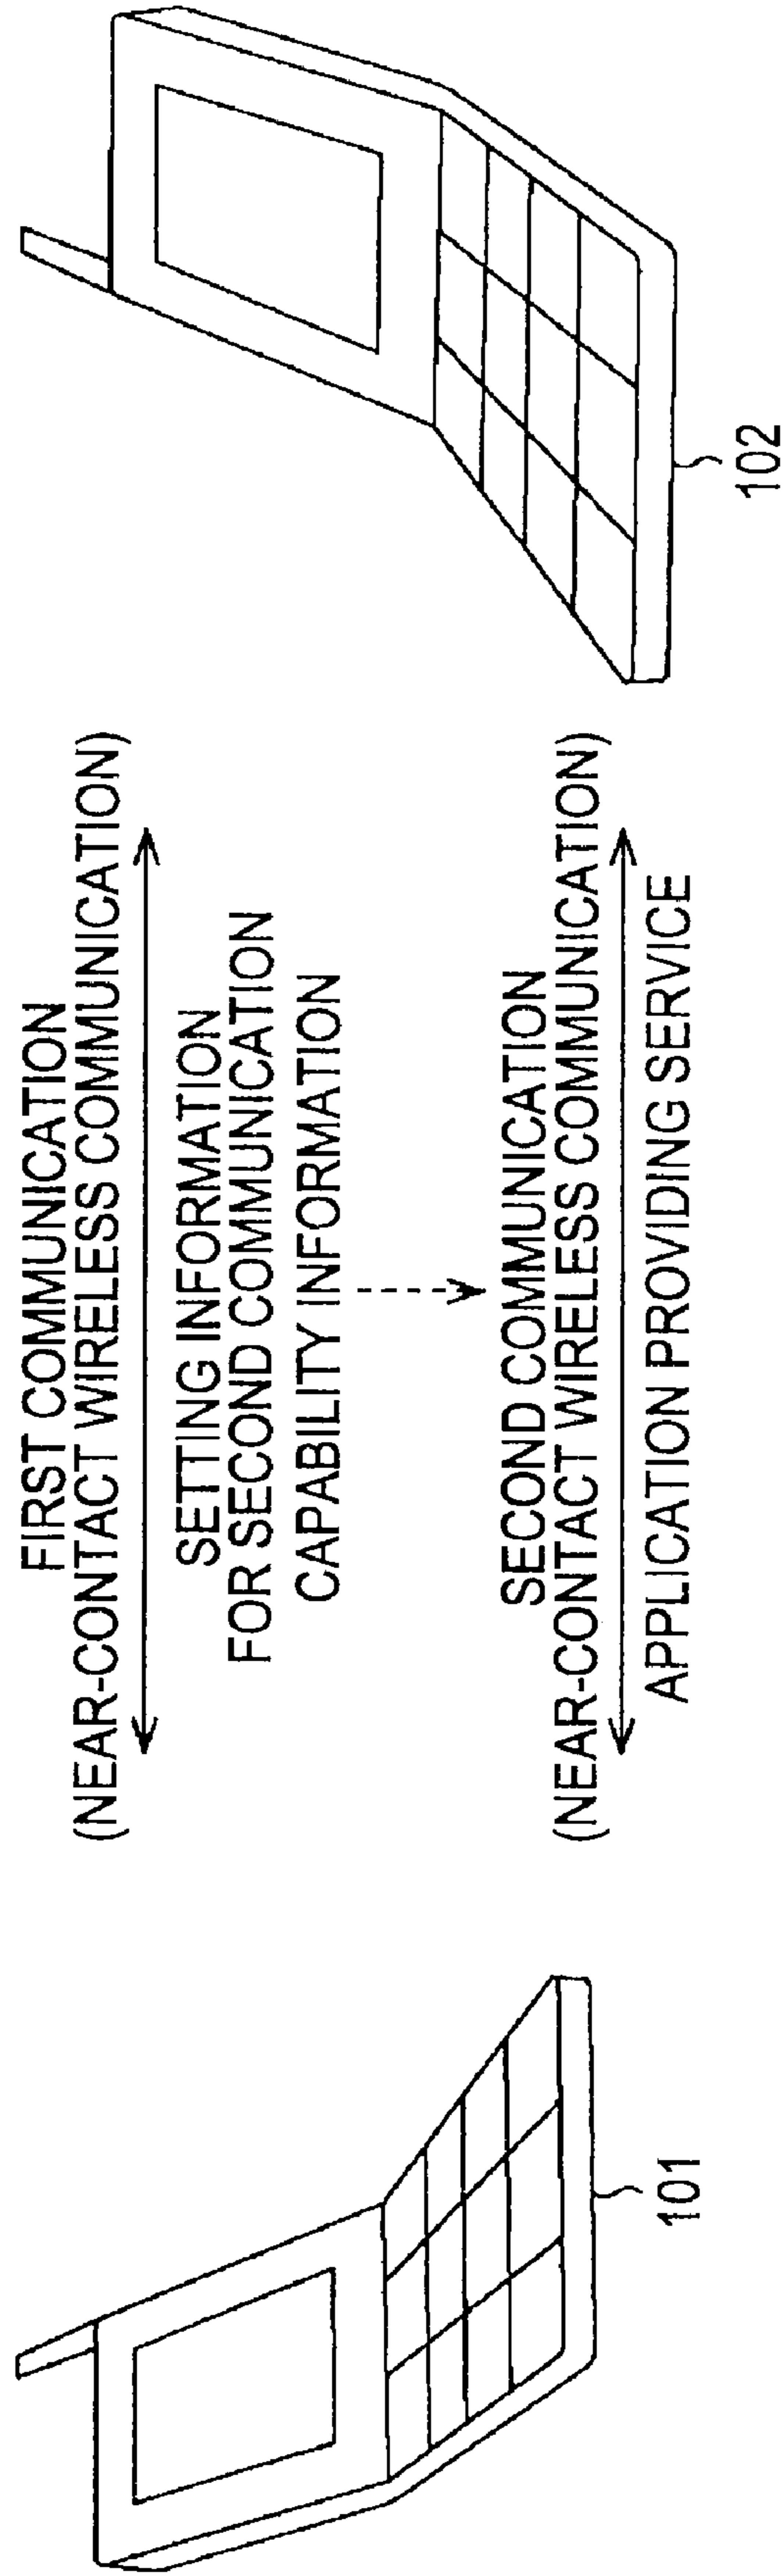 FIRST COMMUNICATION
(NEAR-CONTACT WIRELESS COMMUNICATION)
SETTING INFORMATION
FOR SECOND COMMUNICATION
CAPABILITY INFORMATION
SECOND COMMUNICATION
(NEAR-CONTACT WIRELESS COMMUNICATION)
APPLICATION PROVIDING SERVICE
101
102